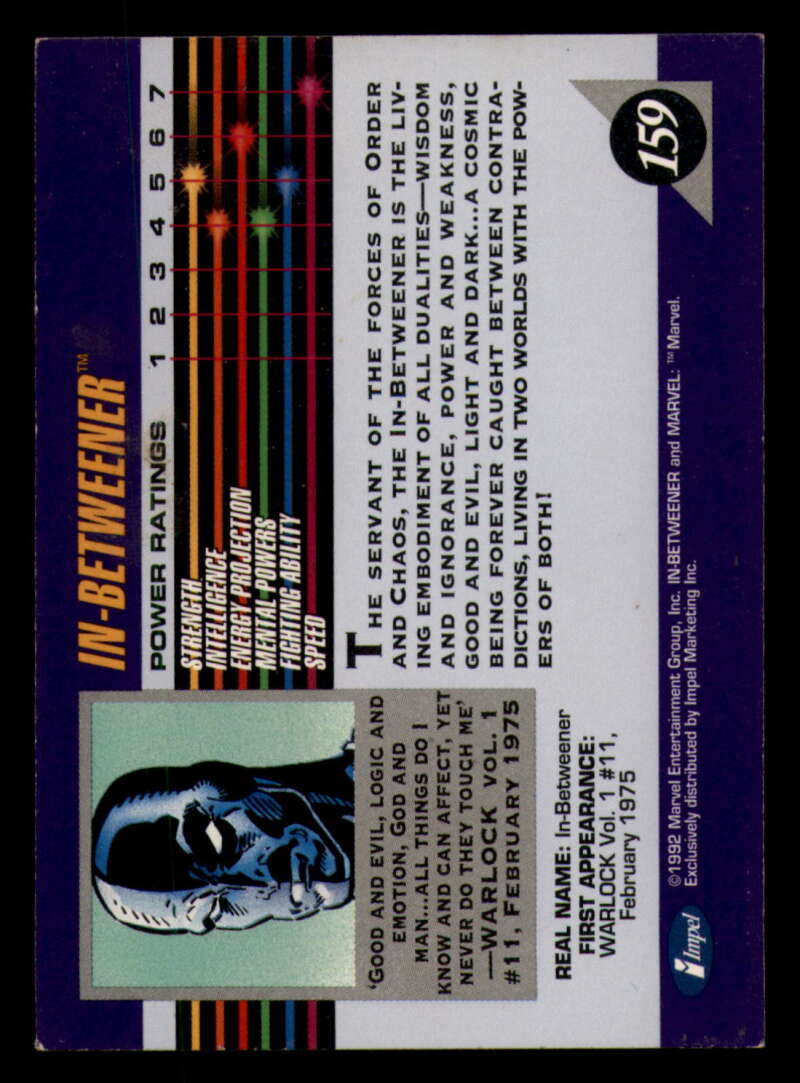 IN-BETWEENER™
POWER RATINGS 1 2 3 4 5 6 7
STRENGTH
INTELLIGENCE
ENERGY PROJECTION
MENTAL POWERS
FIGHTING ABILITY
SPEED
'GOOD AND EVIL, LOGIC AND
EMOTION, GOD AND
MAN...ALL THINGS DO I
KNOW AND CAN AFFECT, YET
NEVER DO THEY TOUCH ME'
—WARLOCK VOL. 1
#11, FEBRUARY 1975
REAL NAME: In-Betweener
FIRST APPEARANCE:
WARLOCK Vol. 1 #11,
February 1975
THE SERVANT OF THE FORCES OF ORDER
AND CHAOS, THE IN-BETWEENER IS THE LIV-
ING EMBODIMENT OF ALL DUALITIES—WISDOM
AND IGNORANCE, POWER AND WEAKNESS,
GOOD AND EVIL, LIGHT AND DARK...A COSMIC
BEING FOREVER CAUGHT BETWEEN CONTRA-
DICTIONS, LIVING IN TWO WORLDS WITH THE POW-
ERS OF BOTH!
159
Impel
©1992 Marvel Entertainment Group, Inc. IN-BETWEENER and MARVEL: ™ Marvel.
Exclusively distributed by Impel Marketing Inc.